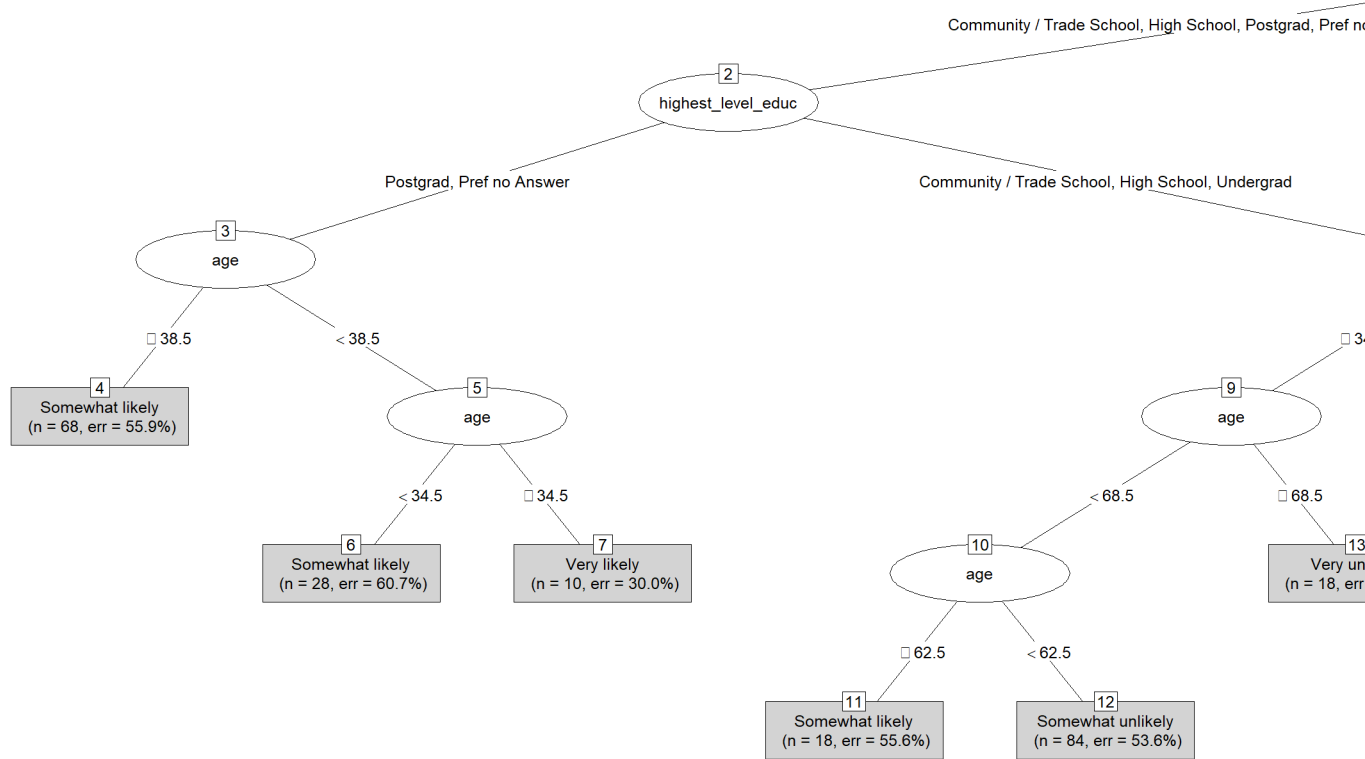 Community / Trade School, High School, Postgrad, Pref
2
highest_level_educ
Postgrad, Pref no Answer
Community / Trade School, High School, Undergrad
3
age
□ 38.5
< 38.5
□
4
Somewhat likely
(n = 68, err = 55.9%)
5
age
9
age
< 34.5
□ 34.5
< 68.5
□ 68.5
6
Somewhat likely
(n = 28, err = 60.7%)
7
Very likely
(n = 10, err = 30.0%)
10
age
13
Very
(n = 18, err
□ 62.5
< 62.5
11
Somewhat likely
(n = 18, err = 55.6%)
12
Somewhat unlikely
(n = 84, err = 53.6%)